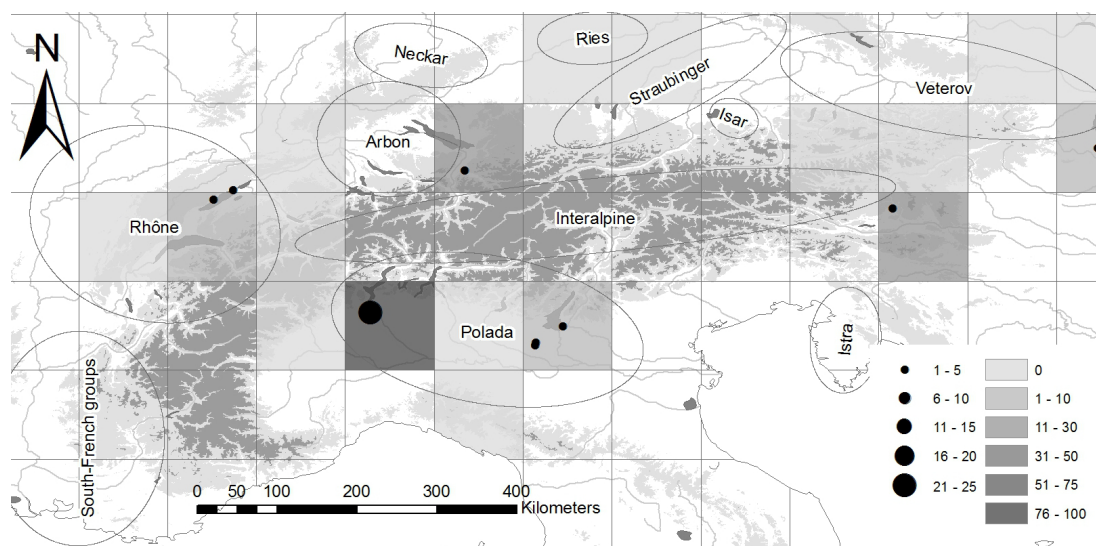 N
Neckar
Ries
Straubinger
Veterov
Isar
Arbon
Rhône
Interalpine
Polada
Istra
South-French groups
0 50 100 200 300 400
Kilometers
1 - 5
6 - 10
11 - 15
16 - 20
21 - 25
0
1 - 10
11 - 30
31 - 50
51 - 75
76 - 100